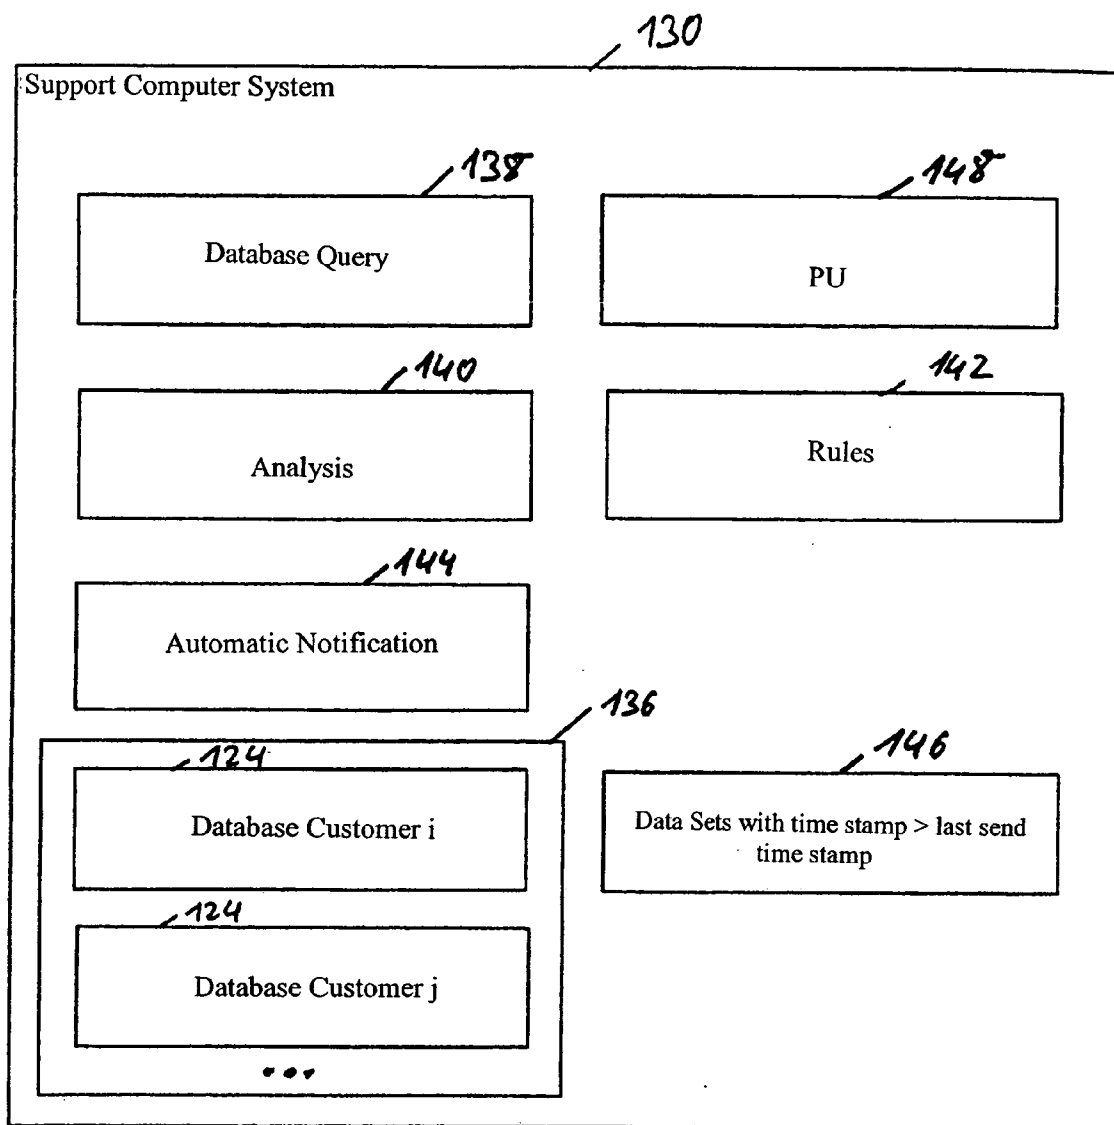 130
Support Computer System
138
148
Database Query
PU
140
142
Analysis
Rules
144
Automatic Notification
136
124
146
Database Customer i
Data Sets with time stamp > last send
time stamp
124
Database Customer j
...